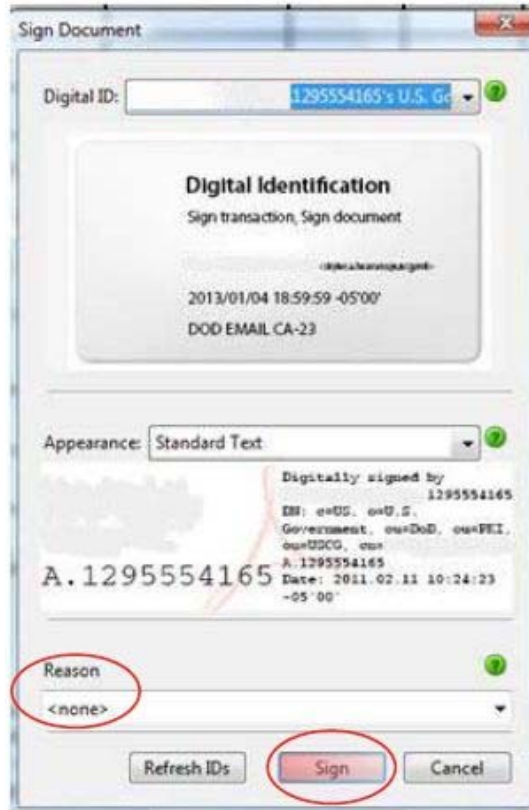 Sign Document
Digital ID: 1295554165's U.S. Go
Digital Identification
Sign transaction, Sign document
2013/01/04 18:59:59 -05'00'
DOD EMAIL CA-23
Appearance: Standard Text
A.1295554165
Digitally signed by
1295554165
DN: c=US, o=U.S.
Government, ou=DoD, ou=PKI,
ou=USCG, cn=
A.1295554165
Date: 2011.02.11 10:24:23
-05'00'
Reason
<none>
Refresh IDs Sign Cancel